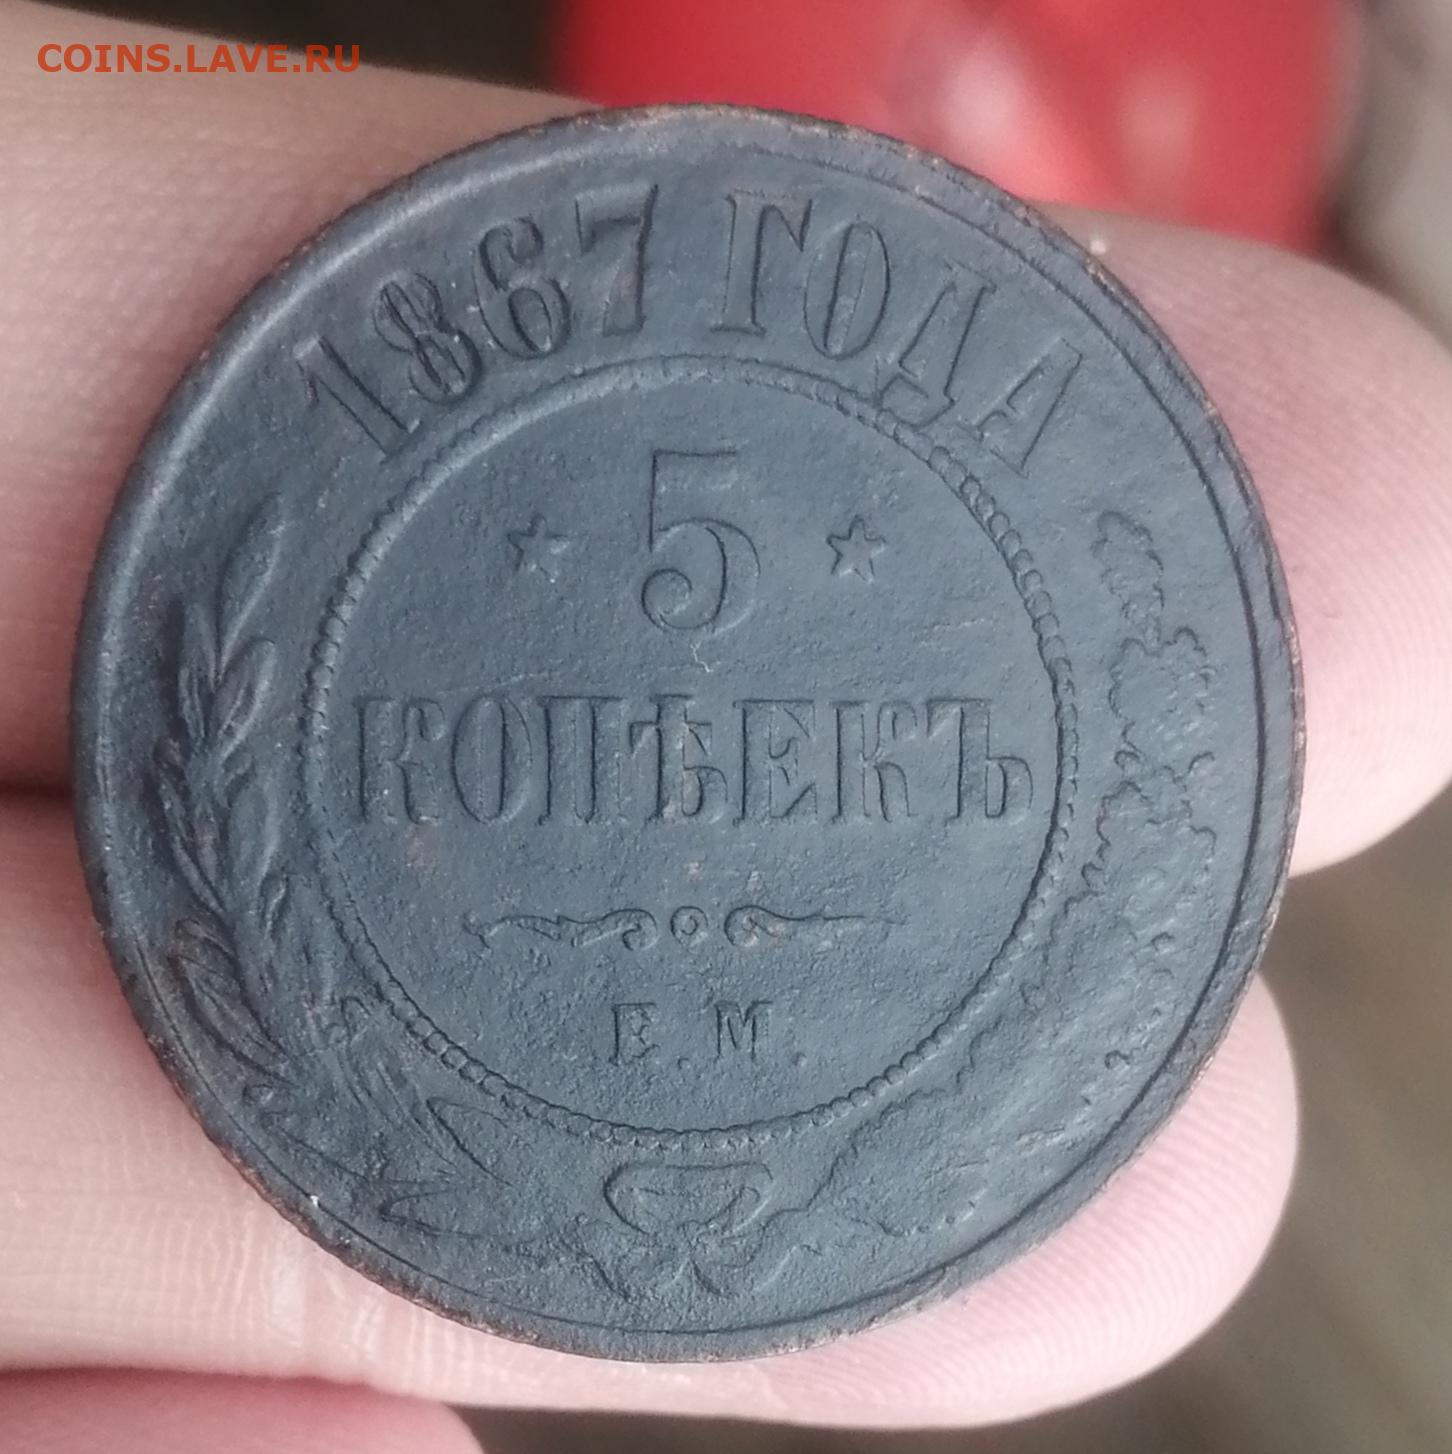 COINS.LAVE.RU
1867 ГОДА
5
КОПѢЕКЪ
Е.М.